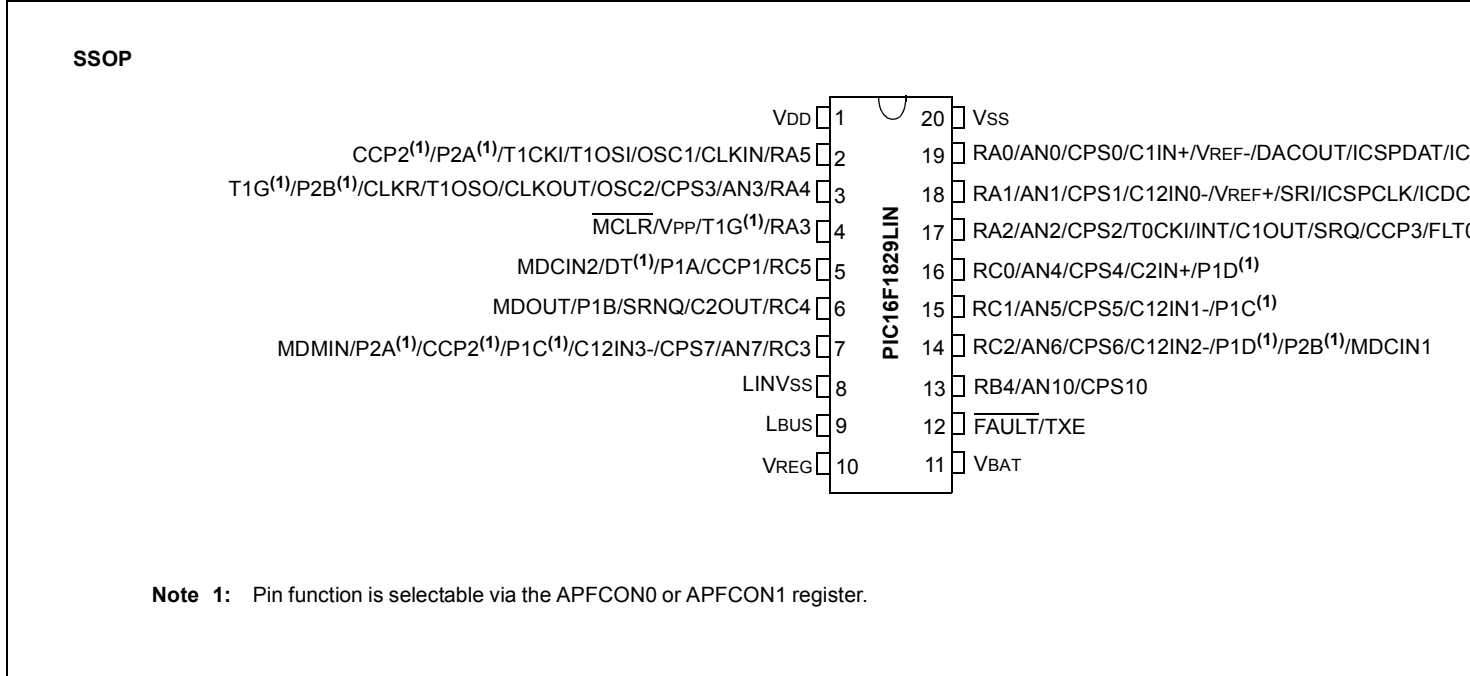 SSOP
VDD 1
CCP2(1)/P2A(1)/T1CKI/T1OSI/OSC1/CLKIN/RA5 2
T1G(1)/P2B(1)/CLKR/T1OSO/CLKOUT/OSC2/CPS3/AN3/RA4 3
MCLR/VPP/T1G(1)/RA3 4
MDCIN2/DT(1)/P1A/CCP1/RC5 5
MDOUT/P1B/SRNQ/C2OUT/RC4 6
MDMIN/P2A(1)/CCP2(1)/P1C(1)/C12IN3-/CPS7/AN7/RC3 7
LINVSS 8
LBUS 9
VREG 10
PIC16F1829LIN
20 VSS
19 RA0/AN0/CPS0/C1IN+/VREF-/DACOUT/ICSPDAT/IC
18 RA1/AN1/CPS1/C12IN0-/VREF+/SRI/ICSPCLK/ICDC
17 RA2/AN2/CPS2/T0CKI/INT/C1OUT/SRQ/CCP3/FLT0
16 RC0/AN4/CPS4/C2IN+/P1D(1)
15 RC1/AN5/CPS5/C12IN1-/P1C(1)
14 RC2/AN6/CPS6/C12IN2-/P1D(1)/P2B(1)/MDCIN1
13 RB4/AN10/CPS10
12 FAULT/TXE
11 VBAT
Note 1: Pin function is selectable via the APFCON0 or APFCON1 register.